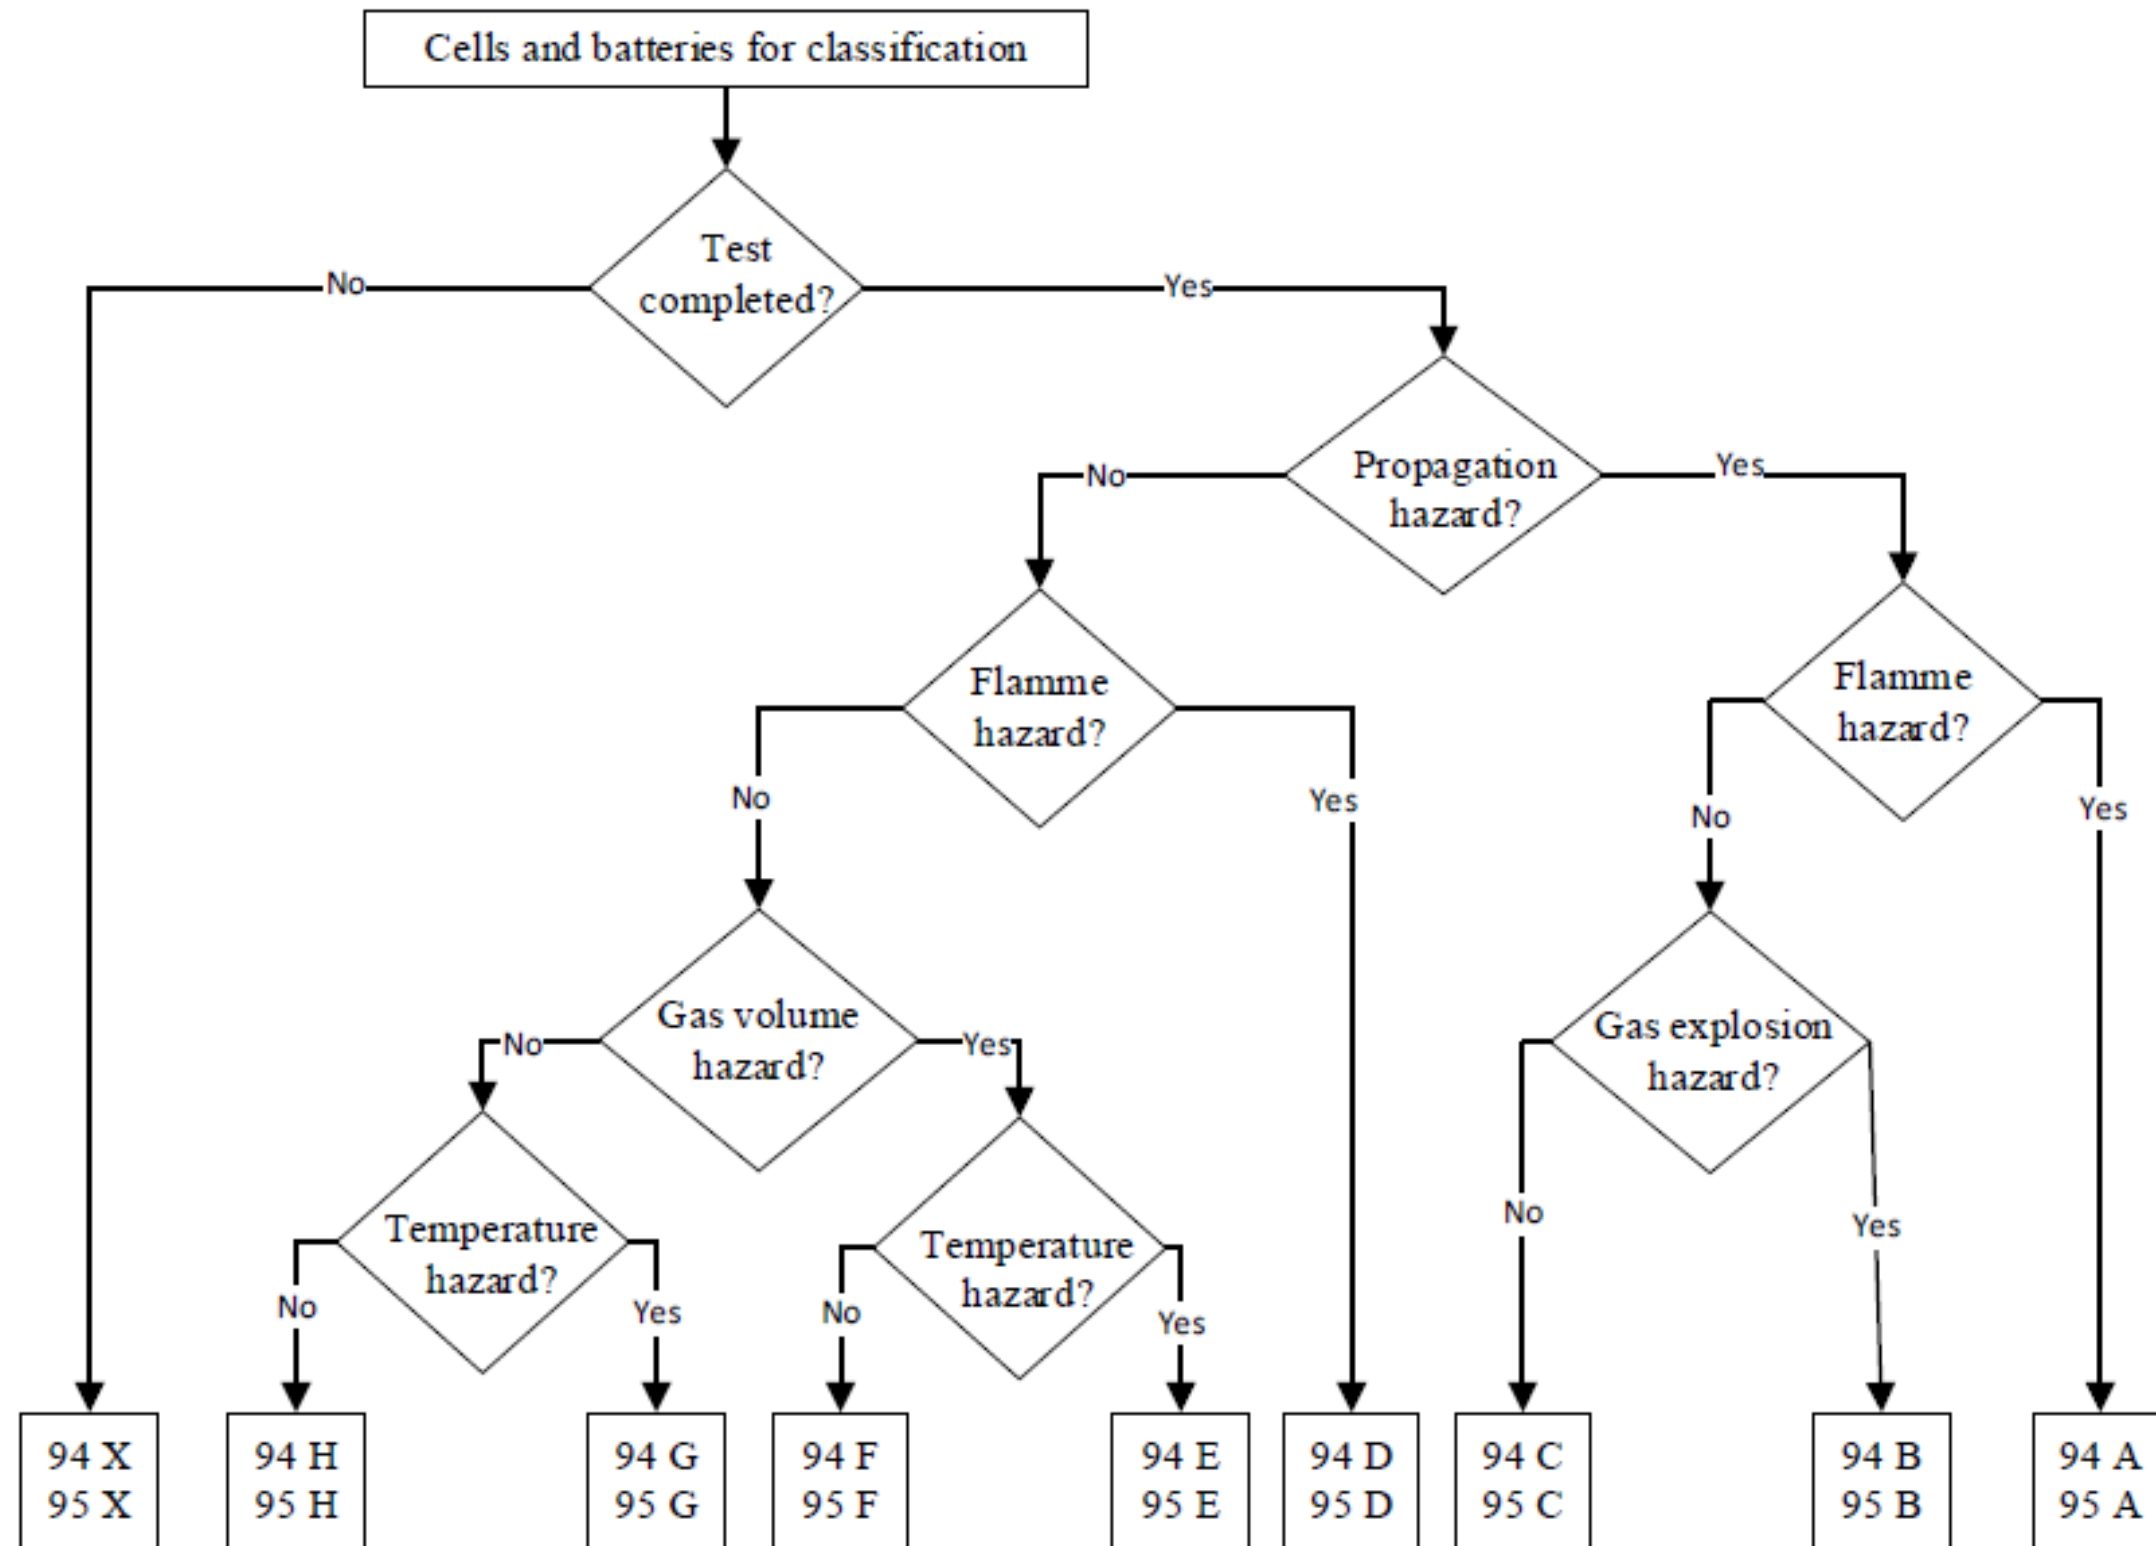 Cells and batteries for classification
Test
completed?
No
Yes
Propagation
hazard?
No
Yes
Flamme
hazard?
Flamme
hazard?
No
Yes
No
Yes
Gas volume
hazard?
Gas explosion
hazard?
No
Yes
Temperature
hazard?
Temperature
hazard?
No
Yes
No
Yes
No
Yes
94 X
95 X
94 H
95 H
94 G
95 G
94 F
95 F
94 E
95 E
94 D
95 D
94 C
95 C
94 B
95 B
94 A
95 A